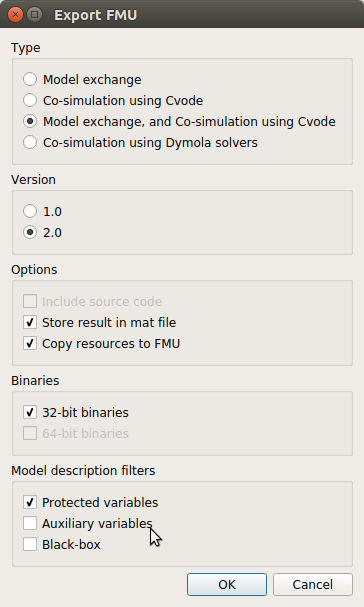 Export FMU
Type
Model exchange
Co-simulation using Cvode
Model exchange, and Co-simulation using Cvode
Co-simulation using Dymola solvers
Version
1.0
2.0
Options
Include source code
Store result in mat file
Copy resources to FMU
Binaries
32-bit binaries
64-bit binaries
Model description filters
Protected variables
Auxiliary variables
Black-box
OK Cancel